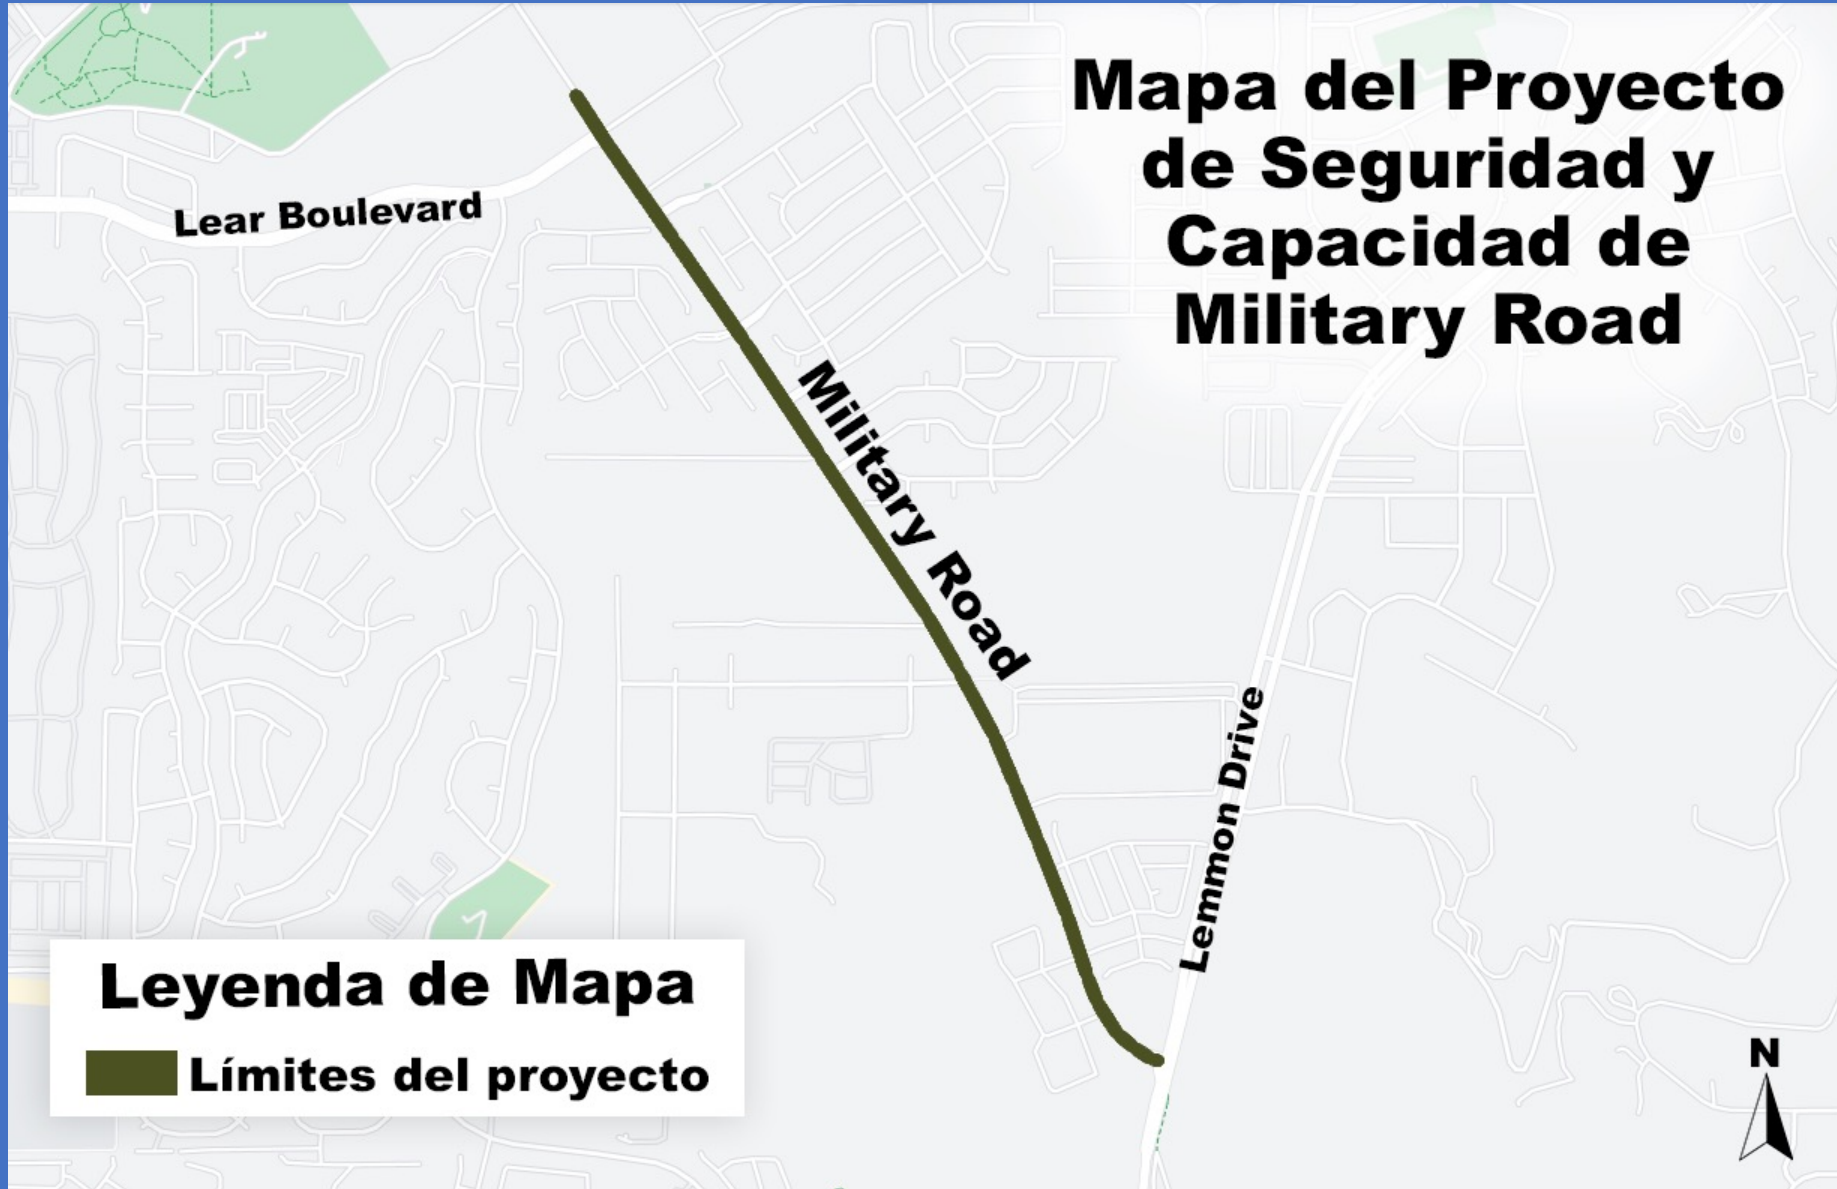 Mapa del Proyecto
de Seguridad y
Capacidad de
Military Road
Lear Boulevard
Military Road
Lemmon Drive
Leyenda de Mapa
Límites del proyecto
N